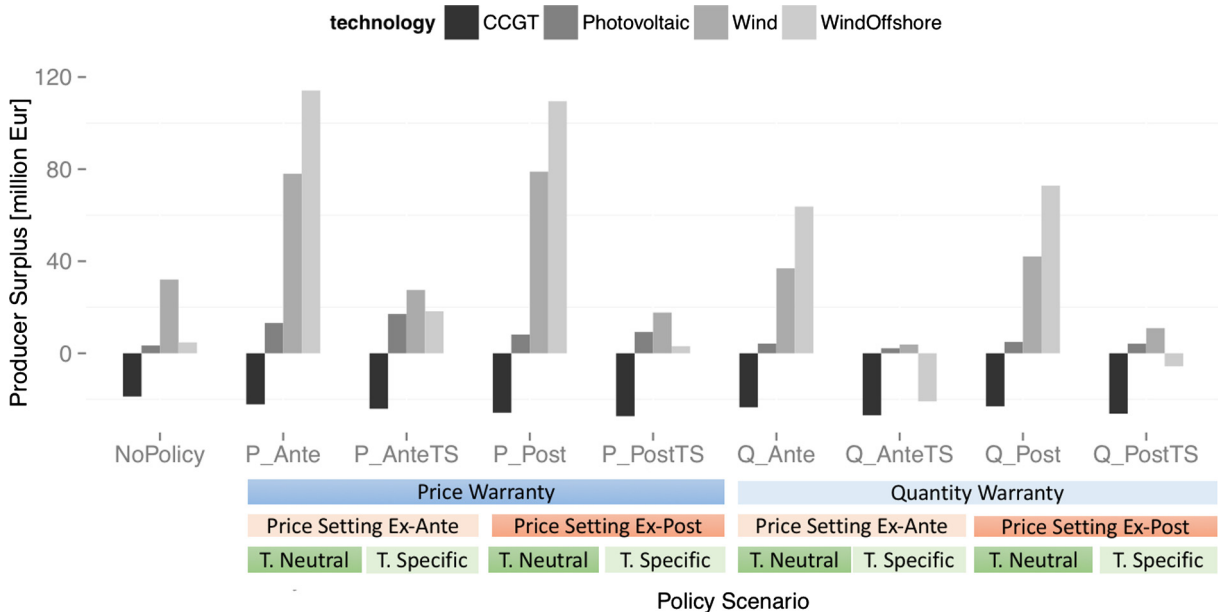 technology CCGT Photovoltaic Wind WindOffshore
Producer Surplus [million Eur]
120
80
40
0
NoPolicy P_Ante P_AnteTS P_Post P_PostTS Q_Ante Q_AnteTS Q_Post Q_PostTS
Price Warranty Quantity Warranty
Price Setting Ex-Ante Price Setting Ex-Post Price Setting Ex-Ante Price Setting Ex-Post
T. Neutral T. Specific T. Neutral T. Specific T. Neutral T. Specific T. Neutral T. Specific
Policy Scenario